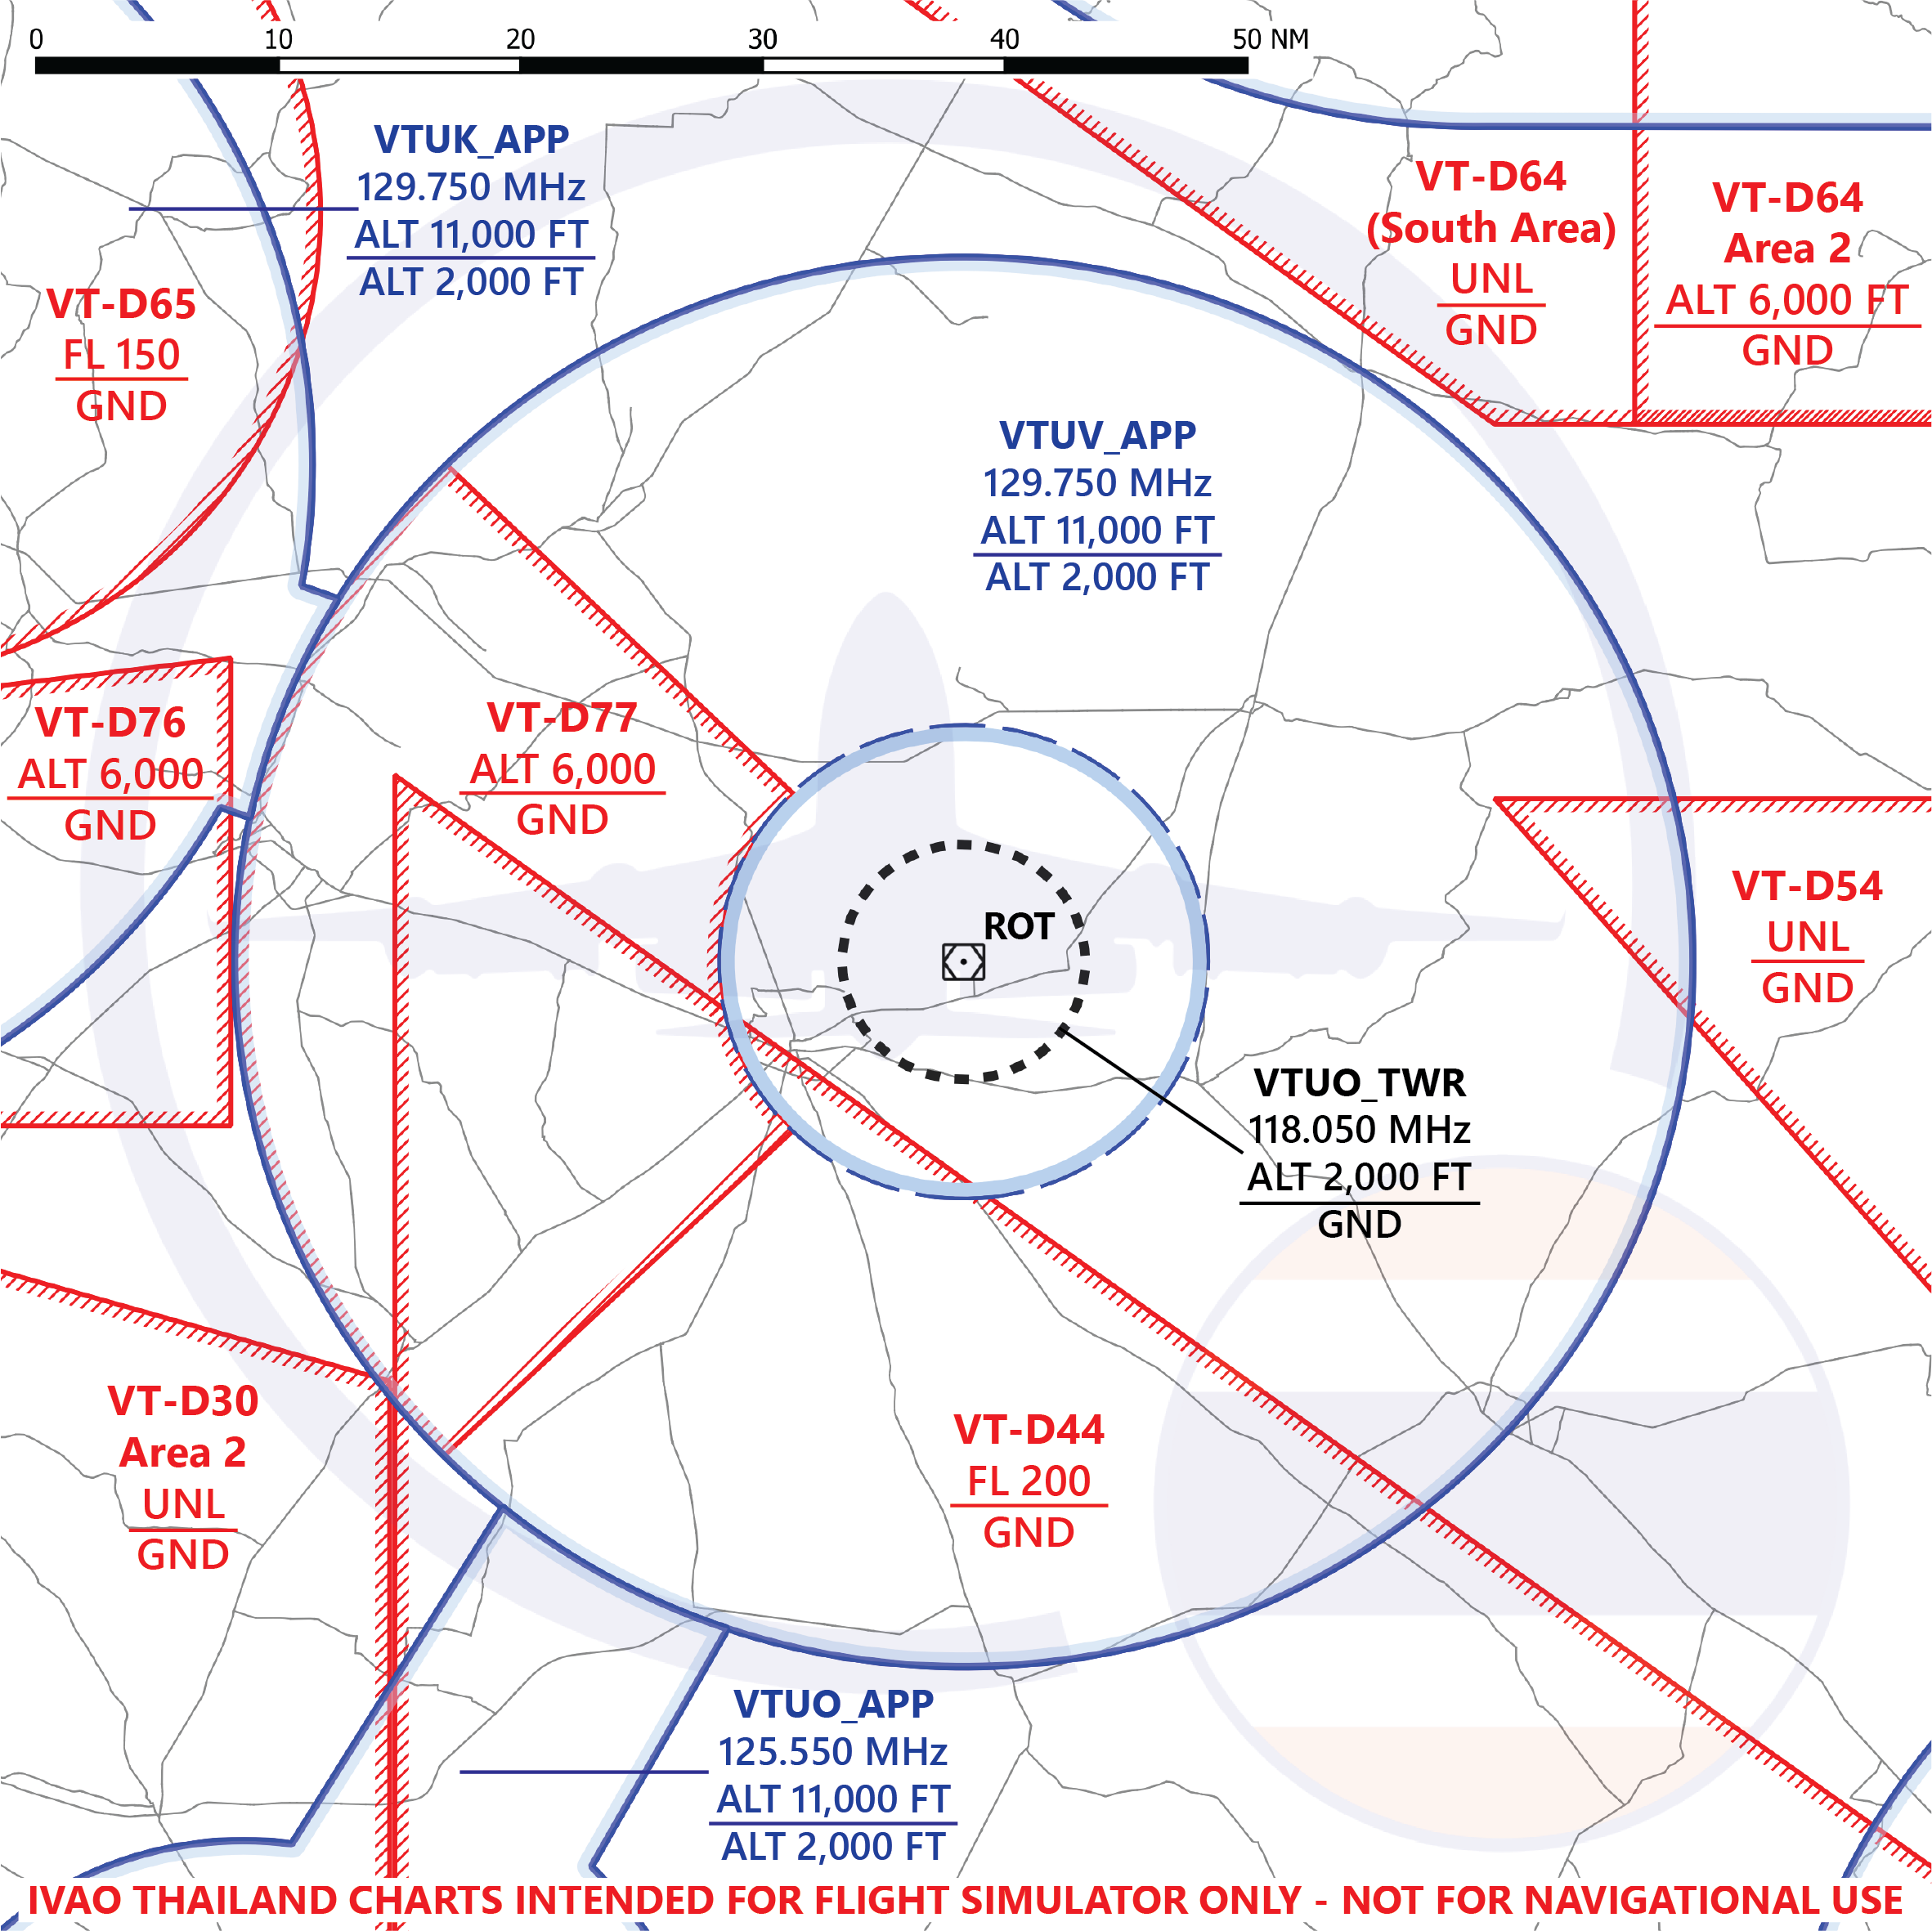 0 10 20 30 40 50 NM
VTUK_APP
129.750 MHz
ALT 11,000 FT
ALT 2,000 FT
VT-D64
(South Area)
UNL
GND
VT-D64
Area 2
ALT 6,000 FT
GND
VT-D65
FL 150
GND
VTUV_APP
129.750 MHz
ALT 11,000 FT
ALT 2,000 FT
VT-D76
ALT 6,000
GND
VT-D77
ALT 6,000
GND
VT-D54
UNL
GND
ROT
VTUO_TWR
118.050 MHz
ALT 2,000 FT
GND
VT-D30
Area 2
UNL
GND
VT-D44
FL 200
GND
VTUO_APP
125.550 MHz
ALT 11,000 FT
ALT 2,000 FT
IVAO THAILAND CHARTS INTENDED FOR FLIGHT SIMULATOR ONLY - NOT FOR NAVIGATIONAL USE